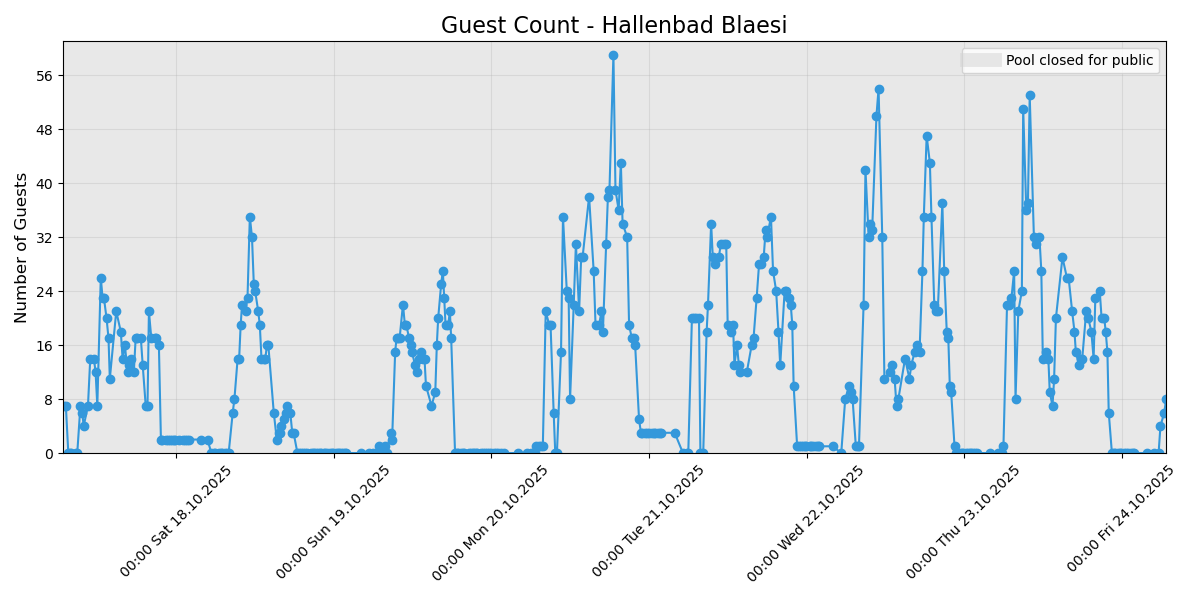 Guest Count - Hallenbad Blaesi
Pool closed for public
Number of Guests
56
48
40
32
24
16
8
0
00:00 Sat 18.10.2025
00:00 Sun 19.10.2025
00:00 Mon 20.10.2025
00:00 Tue 21.10.2025
00:00 Wed 22.10.2025
00:00 Thu 23.10.2025
00:00 Fri 24.10.2025